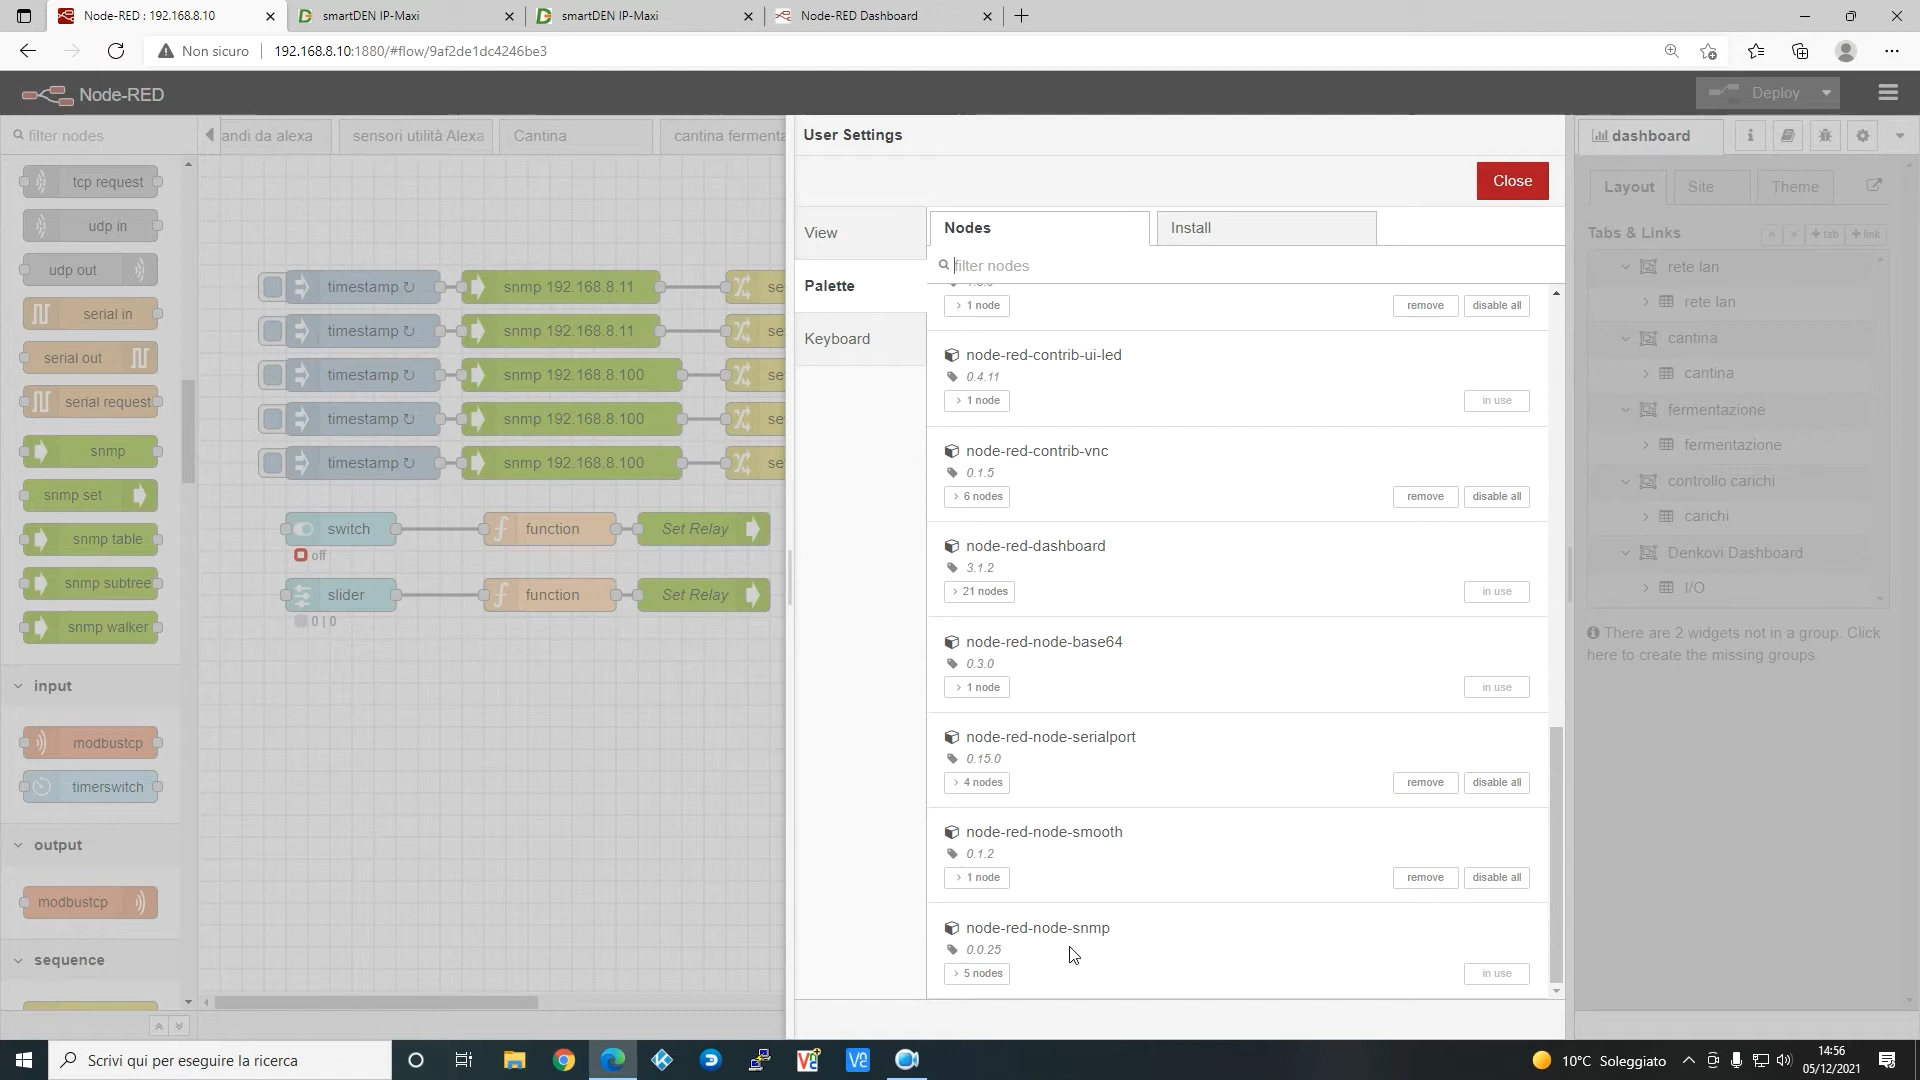 Node-RED : 192.168.8.10
smartDEN IP-Maxi
smartDEN IP-Maxi
Node-RED Dashboard
Non sicuro
192.168.8.10:1880/#flow/9af2de1dc4246be3
Node-RED
Deploy
filter nodes
andi da alexa
sensori utilità Alexa
Cantina
cantina fermenta
User Settings
dashboard
Close
Layout
Site
Theme
View
Palette
Keyboard
Nodes
Install
filter nodes
Tabs & Links
tab
link
tcp request
udp in
udp out
serial in
serial out
serial request
snmp
snmp set
snmp table
snmp subtree
snmp walker
input
modbustcp
timerswitch
output
modbustcp
sequence
timestamp ↻
snmp 192.168.8.11
se
timestamp ↻
snmp 192.168.8.11
se
timestamp ↻
snmp 192.168.8.100
se
timestamp ↻
snmp 192.168.8.100
se
timestamp ↻
snmp 192.168.8.100
se
switch
function
Set Relay
off
slider
function
Set Relay
0 | 0
1 node
remove
disable all
node-red-contrib-ui-led
0.4.11
1 node
in use
node-red-contrib-vnc
0.1.5
6 nodes
remove
disable all
node-red-dashboard
3.1.2
21 nodes
in use
node-red-node-base64
0.3.0
1 node
in use
node-red-node-serialport
0.15.0
4 nodes
remove
disable all
node-red-node-smooth
0.1.2
1 node
remove
disable all
node-red-node-snmp
0.0.25
5 nodes
in use
rete lan
rete lan
cantina
cantina
fermentazione
fermentazione
controllo carichi
carichi
Denkovi Dashboard
I/O
There are 2 widgets not in a group. Click
here to create the missing groups
Scrivi qui per eseguire la ricerca
10°C Soleggiato
14:56
05/12/2021